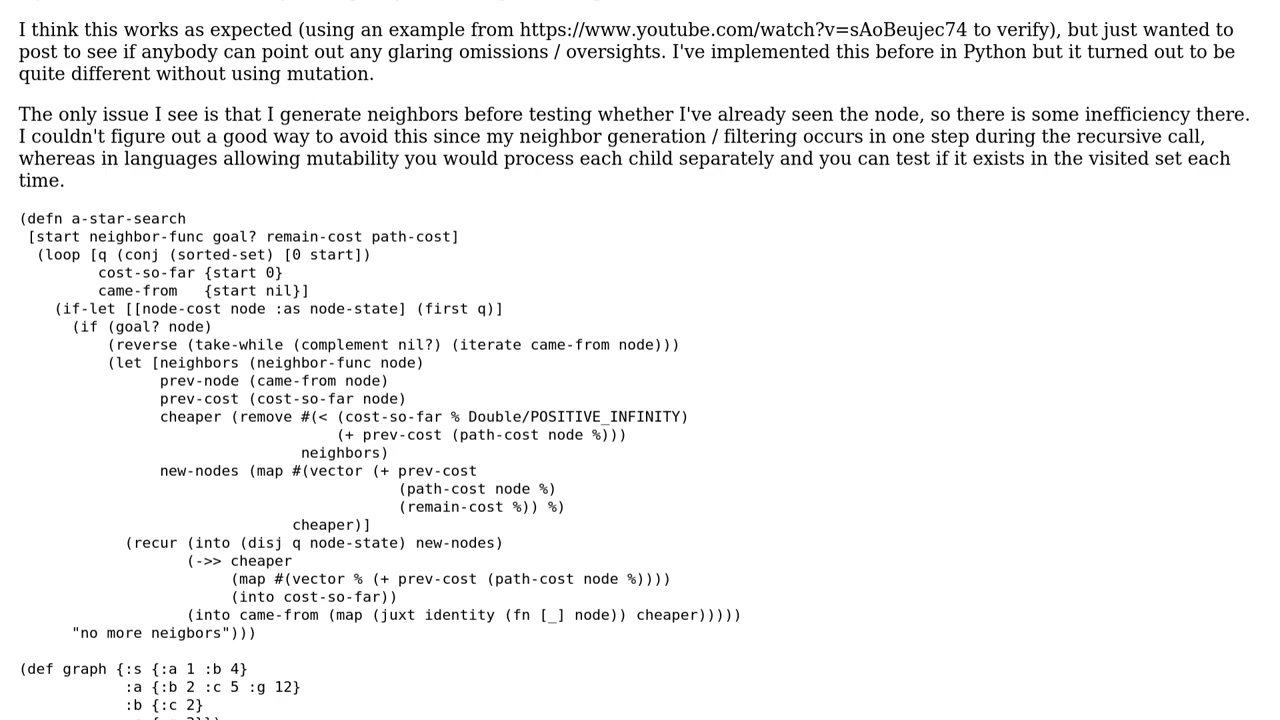 I think this works as expected (using an example from https://www.youtube.com/watch?v=sAoBeujec74 to verify), but just wanted to
post to see if anybody can point out any glaring omissions / oversights. I've implemented this before in Python but it turned out to be
quite different without using mutation.
The only issue I see is that I generate neighbors before testing whether I've already seen the node, so there is some inefficiency there.
I couldn't figure out a good way to avoid this since my neighbor generation / filtering occurs in one step during the recursive call,
whereas in languages allowing mutability you would process each child separately and you can test if it exists in the visited set each
time.
(defn a-star-search
 [start neighbor-func goal? remain-cost path-cost]
  (loop [q (conj (sorted-set) [0 start])
         cost-so-far {start 0}
         came-from   {start nil}]
    (if-let [[node-cost node :as node-state] (first q)]
      (if (goal? node)
          (reverse (take-while (complement nil?) (iterate came-from node)))
          (let [neighbors (neighbor-func node)
                prev-node (came-from node)
                prev-cost (cost-so-far node)
                cheaper (remove #(< (cost-so-far % Double/POSITIVE_INFINITY)
                                    (+ prev-cost (path-cost node %)))
                                neighbors)
                new-nodes (map #(vector (+ prev-cost
                                           (path-cost node %)
                                           (remain-cost %)) %)
                               cheaper)]
            (recur (into (disj q node-state) new-nodes)
                   (->> cheaper
                        (map #(vector % (+ prev-cost (path-cost node %))))
                        (into cost-so-far))
                   (into came-from (map (juxt identity (fn [_] node)) cheaper)))))
      "no more neigbors")))
(def graph {:s {:a 1 :b 4}
            :a {:b 2 :c 5 :g 12}
            :b {:c 2}